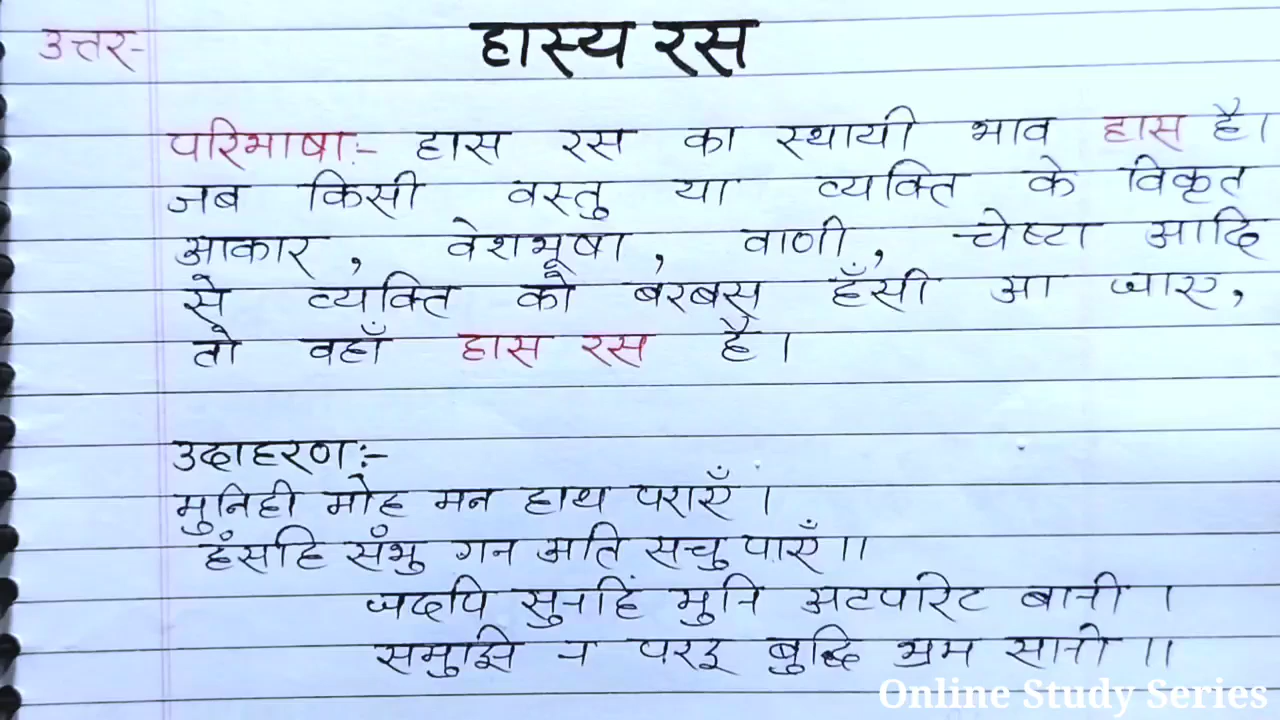 उत्तर-
हास्य रस
परिभाषा:- हास रस का स्थायी भाव हास है।
जब किसी वस्तु या व्यक्ति के विकृत
आकार, वेशभूषा, वाणी, चेष्टा आदि
से व्यक्ति को बरबस हँसी आ जाए,
तो वहाँ हास रस है।
उदाहरण:-
मुनिही मोह मन हाथ पराएँ।
हंसहि संभु गन अति सचु पाएँ॥
जदपि सुनहिं मुनि अटपरिट बानी।
समुझि न परइ बुद्धि भ्रम सानी॥
Online Study Series